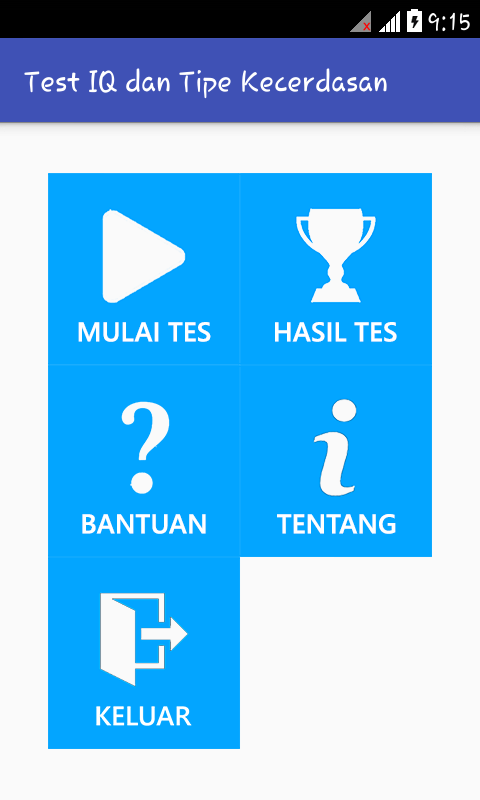 9:15
Test IQ dan Tipe Kecerdasan
MULAI TES
HASIL TES
BANTUAN
TENTANG
KELUAR